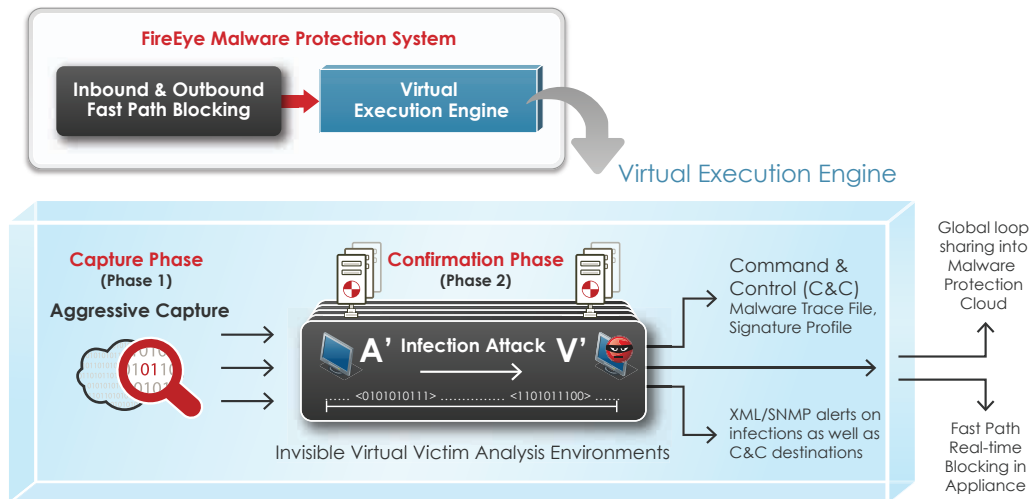 FireEye Malware Protection System
Inbound & Outbound
Fast Path Blocking
Virtual
Execution Engine
Virtual Execution Engine
Capture Phase
(Phase 1)
Aggressive Capture
01101
Confirmation Phase
(Phase 2)
A' Infection Attack V'
...... <0101010111> ............... <1101011100> ......
Invisible Virtual Victim Analysis Environments
Command &
Control (C&C)
Malware Trace File,
Signature Profile
XML/SNMP alerts on
infections as well as
C&C destinations
Global loop
sharing into
Malware
Protection
Cloud
Fast Path
Real-time
Blocking in
Appliance